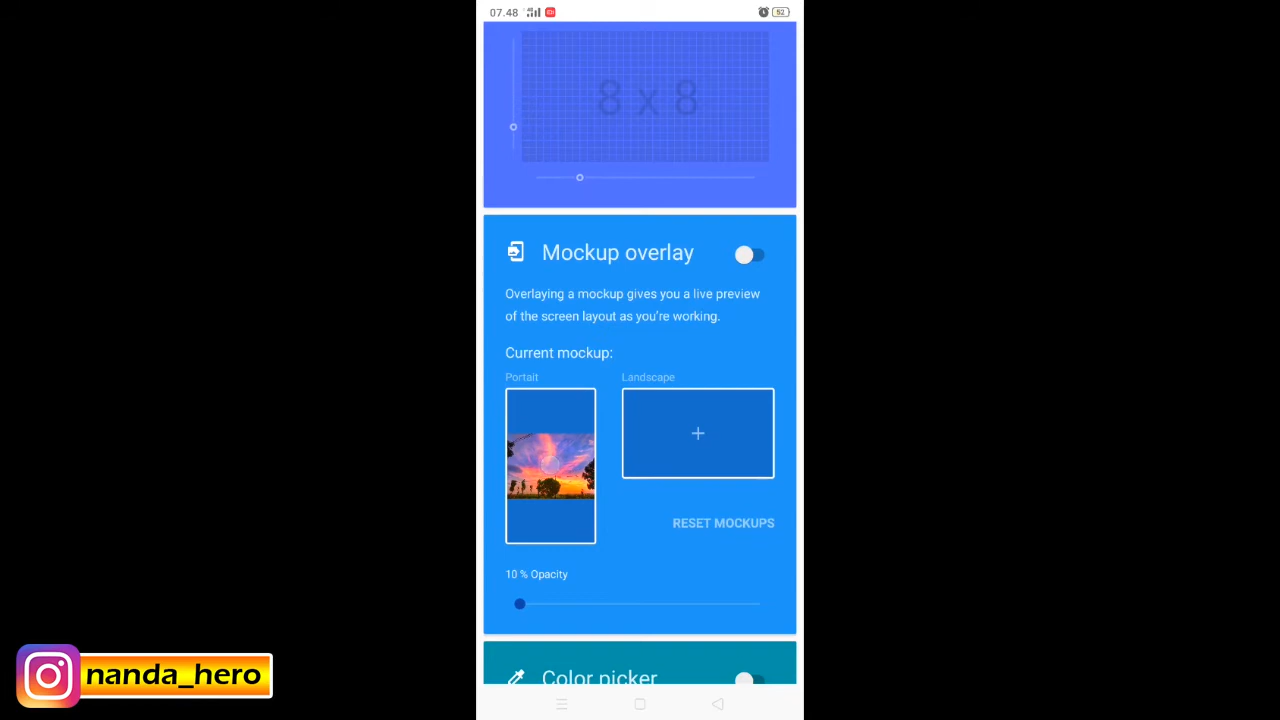 07.48
52
8 x 8
Mockup overlay
Overlaying a mockup gives you a live preview
of the screen layout as you're working.
Current mockup:
Portait
Landscape
RESET MOCKUPS
10 % Opacity
Color picker
nanda_hero